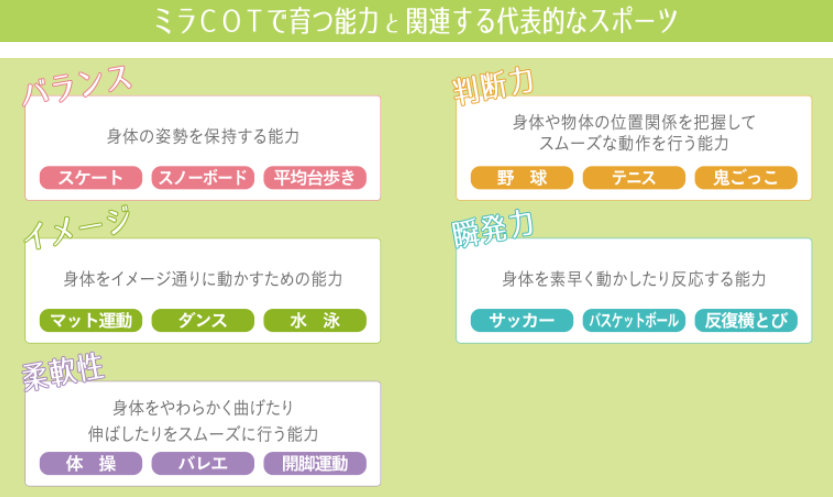 ミラCOTで育つ能力と関連する代表的なスポーツ
バランス
身体の姿勢を保持する能力
スケート スノーボード 平均台歩き
判断力
身体や物体の位置関係を把握して
スムーズな動作を行う能力
野 球 テニス 鬼ごっこ
イメージ
身体をイメージ通りに動かすための能力
マット運動 ダンス 水 泳
瞬発力
身体を素早く動かしたり反応する能力
サッカー バスケットボール 反復横とび
柔軟性
身体をやわらかく曲げたり
伸ばしたりをスムーズに行う能力
体 操 バレエ 開脚運動